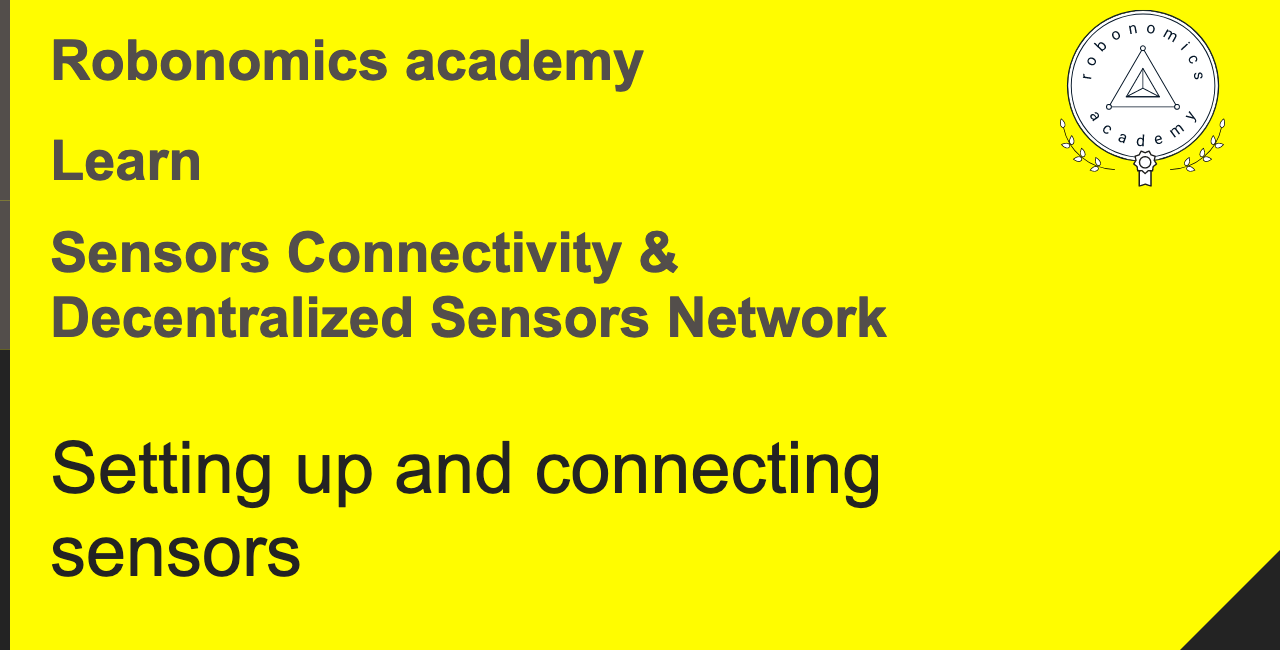 Robonomics academy
Learn
Sensors Connectivity &
Decentralized Sensors Network
Setting up and connecting
sensors
robonomics
academy